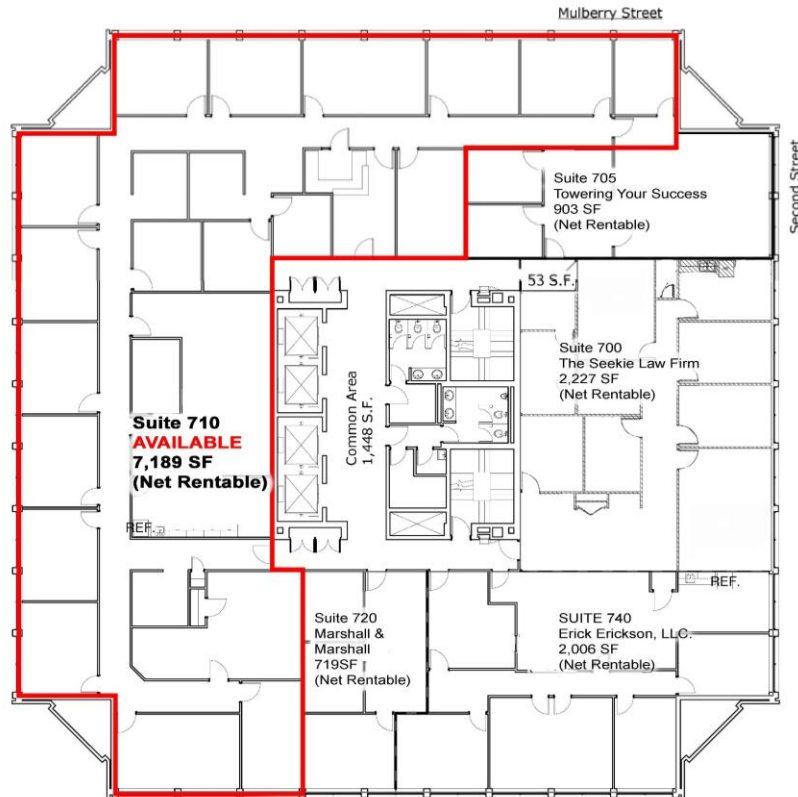 Mulberry Street
Second Street
Suite 705
Towering Your Success
903 SF
(Net Rentable)
53 S.F.
Suite 700
The Seekie Law Firm
2,227 SF
(Net Rentable)
Common Area
1,448 S.F.
Suite 710
AVAILABLE
7,189 SF
(Net Rentable)
REF.
REF.
Suite 720
Marshall &
Marshall
719SF
(Net Rentable)
SUITE 740
Erick Erickson, LLC.
2,006 SF
(Net Rentable)